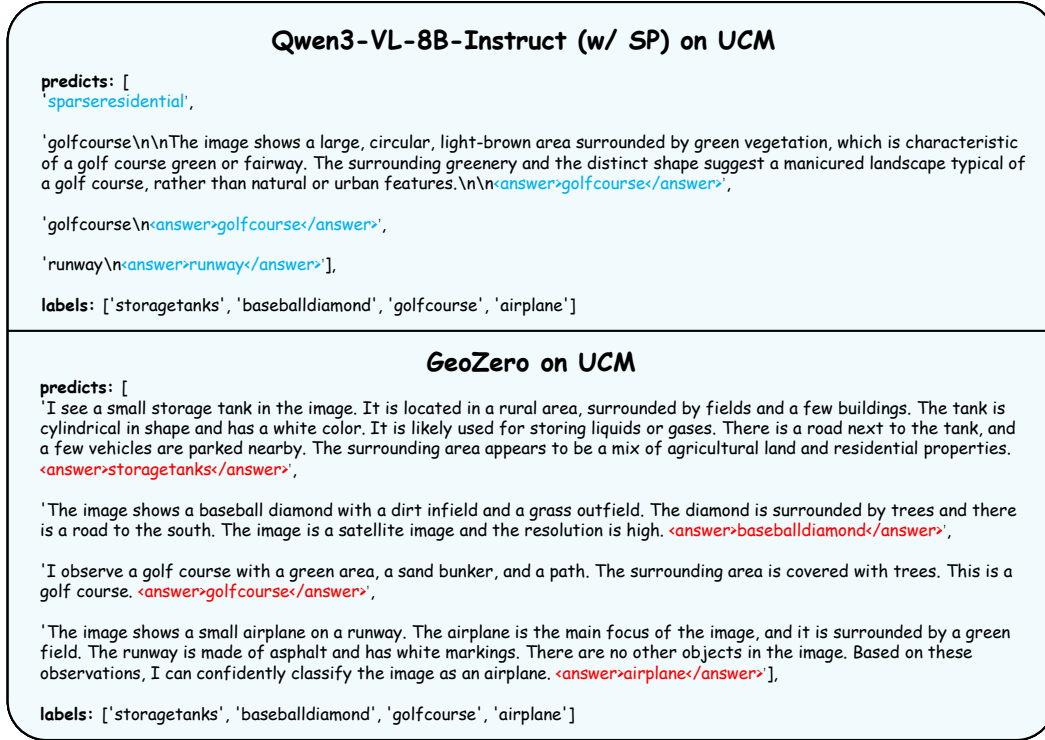 Qwen3-VL-8B-Instruct (w/ SP) on UCM
predicts: [
'sparseresidential',
'golfcourse\n\nThe image shows a large, circular, light-brown area surrounded by green vegetation, which is characteristic
of a golf course green or fairway. The surrounding greenery and the distinct shape suggest a manicured landscape typical of
a golf course, rather than natural or urban features.\n\n<answer>golfcourse</answer>',
'golfcourse\n<answer>golfcourse</answer>',
'runway\n<answer>runway</answer>'],
labels: ['storagetanks', 'baseballdiamond', 'golfcourse', 'airplane']
GeoZero on UCM
predicts: [
'I see a small storage tank in the image. It is located in a rural area, surrounded by fields and a few buildings. The tank is
cylindrical in shape and has a white color. It is likely used for storing liquids or gases. There is a road next to the tank, and
a few vehicles are parked nearby. The surrounding area appears to be a mix of agricultural land and residential properties.
<answer>storagetanks</answer>',
'The image shows a baseball diamond with a dirt infield and a grass outfield. The diamond is surrounded by trees and there
is a road to the south. The image is a satellite image and the resolution is high. <answer>baseballdiamond</answer>',
'I observe a golf course with a green area, a sand bunker, and a path. The surrounding area is covered with trees. This is a
golf course. <answer>golfcourse</answer>',
'The image shows a small airplane on a runway. The airplane is the main focus of the image, and it is surrounded by a green
field. The runway is made of asphalt and has white markings. There are no other objects in the image. Based on these
observations, I can confidently classify the image as an airplane. <answer>airplane</answer>'],
labels: ['storagetanks', 'baseballdiamond', 'golfcourse', 'airplane']